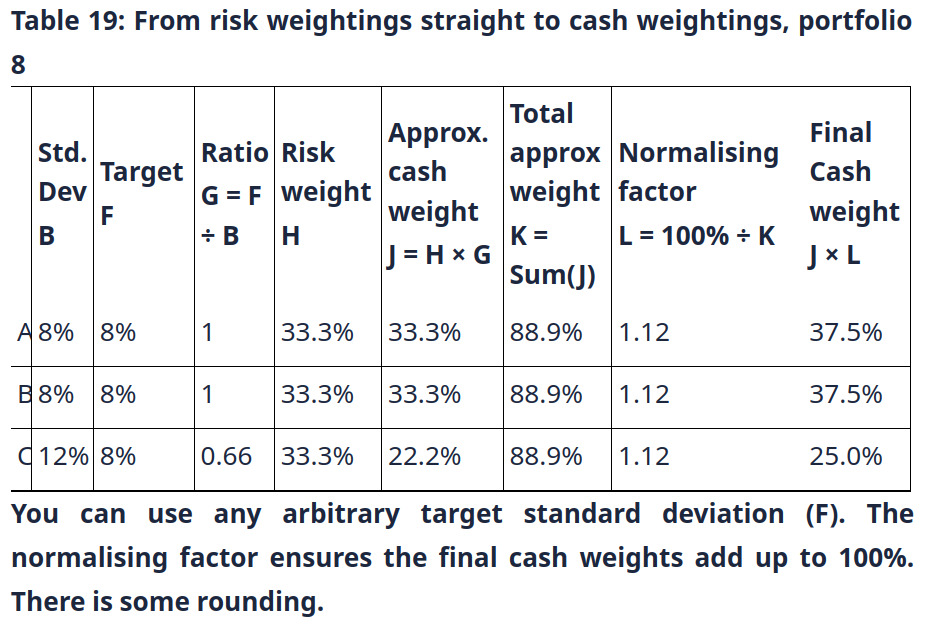 Table 19: From risk weightings straight to cash weightings, portfolio
8
Std. Dev B | Target F | Ratio G = F ÷ B | Risk weight H | Approx. cash weight J = H × G | Total approx weight K = Sum(J) | Normalising factor L = 100% ÷ K | Final Cash weight J × L
A 8% 8% 1 33.3% 33.3% 88.9% 1.12 37.5%
B 8% 8% 1 33.3% 33.3% 88.9% 1.12 37.5%
C 12% 8% 0.66 33.3% 22.2% 88.9% 1.12 25.0%
You can use any arbitrary target standard deviation (F). The
normalising factor ensures the final cash weights add up to 100%.
There is some rounding.